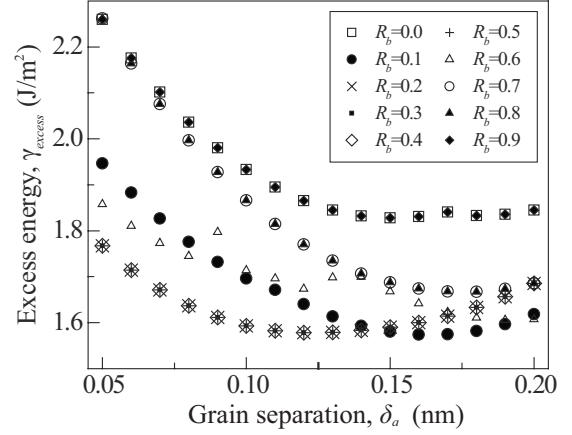 Excess energy, γexcess (J/m²)
2.2
2.0
1.8
1.6
Rb=0.0 Rb=0.5
Rb=0.1 Rb=0.6
Rb=0.2 Rb=0.7
Rb=0.3 Rb=0.8
Rb=0.4 Rb=0.9
0.05 0.10 0.15 0.20
Grain separation, δa (nm)